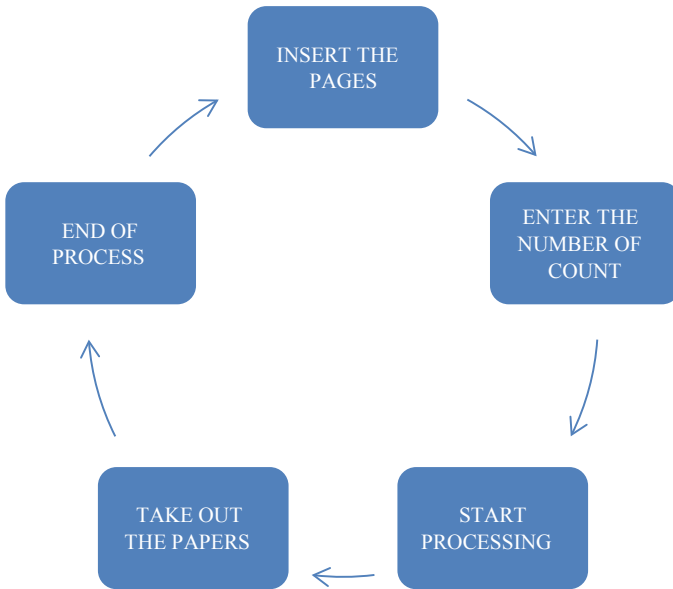 INSERT THE
PAGES
ENTER THE
NUMBER OF
COUNT
START
PROCESSING
TAKE OUT
THE PAPERS
END OF
PROCESS